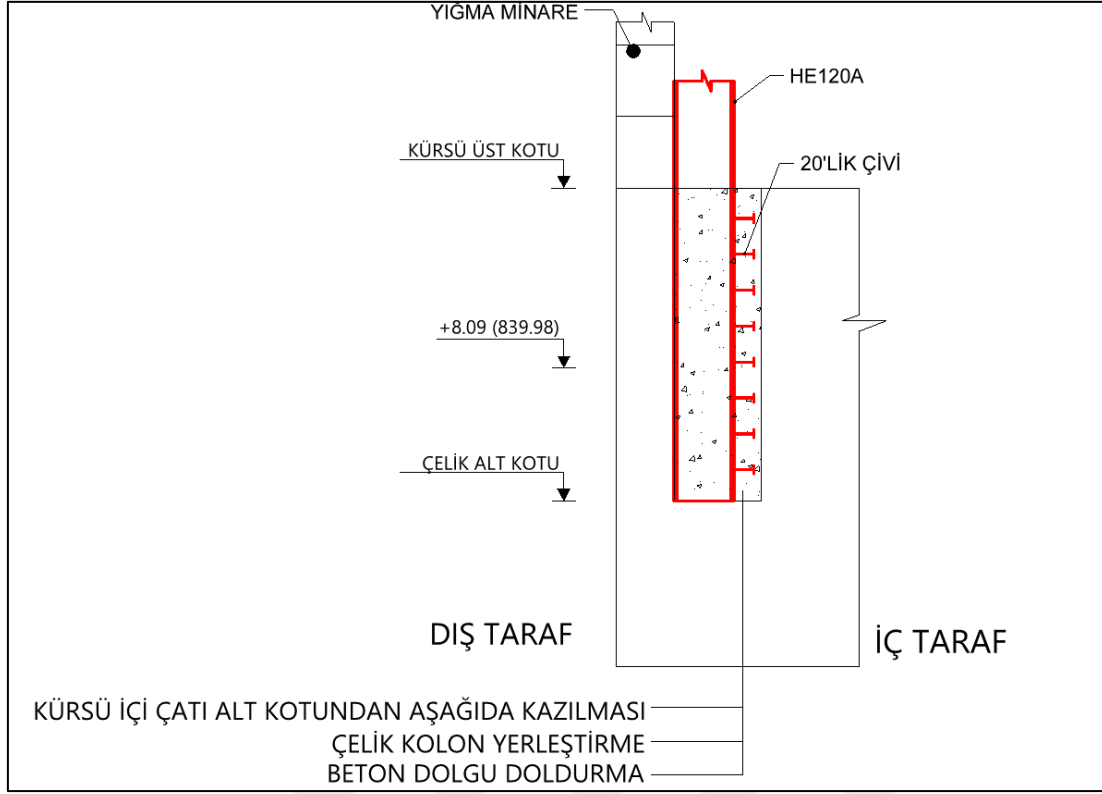 YIĞMA MİNARE
HE120A
KÜRSÜ ÜST KOTU
20'LİK ÇİVİ
+8.09 (839.98)
ÇELİK ALT KOTU
DIŞ TARAF
İÇ TARAF
KÜRSÜ İÇİ ÇATI ALT KOTUNDAN AŞAĞIDA KAZILMASI
ÇELİK KOLON YERLEŞTİRME
BETON DOLGU DOLDURMA